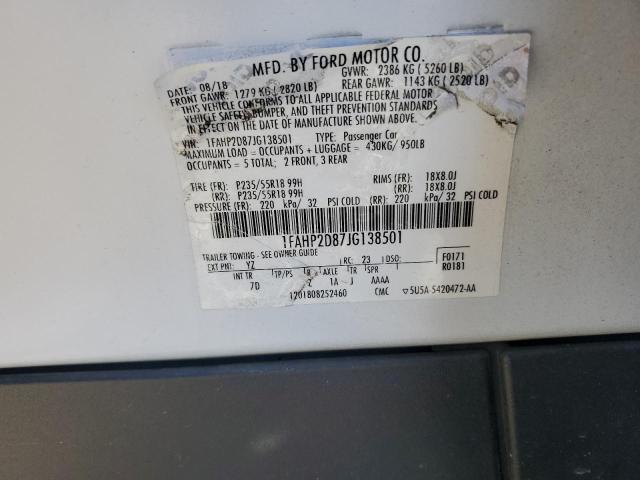 MFD. BY FORD MOTOR CO.
DATE: 08/18 GVWR: 2386 KG ( 5260 LB)
FRONT GAWR: 1279 KG ( 2820 LB) REAR GAWR: 1143 KG ( 2520 LB)
THIS VEHICLE CONFORMS TO ALL APPLICABLE FEDERAL MOTOR
VEHICLE SAFETY, BUMPER, AND THEFT PREVENTION STANDARDS
IN EFFECT ON THE DATE OF MANUFACTURE SHOWN ABOVE.
VIN: 1FAHP2D87JG138501 TYPE: Passenger Car
MAXIMUM LOAD = OCCUPANTS + LUGGAGE = 430KG/ 950LB
OCCUPANTS = 5 TOTAL; 2 FRONT, 3 REAR
TIRE (FR): P235/55R18 99H RIMS (FR): 18X8.0J
(RR): P235/55R18 99H (RR): 18X8.0J
PRESSURE (FR): 220 kPa/ 32 PSI COLD (RR): 220 kPa/ 32 PSI COLD
1FAHP2D87JG138501
TRAILER TOWING - SEE OWNER GUIDE
EXT PNT: YZ RC: 23 DSO: F0171
R0181
INT TR TP/PS AXLE TR SPR
7D 2 1A J AAAA
1201808252460 CMC ▽5U5A-5420472-AA